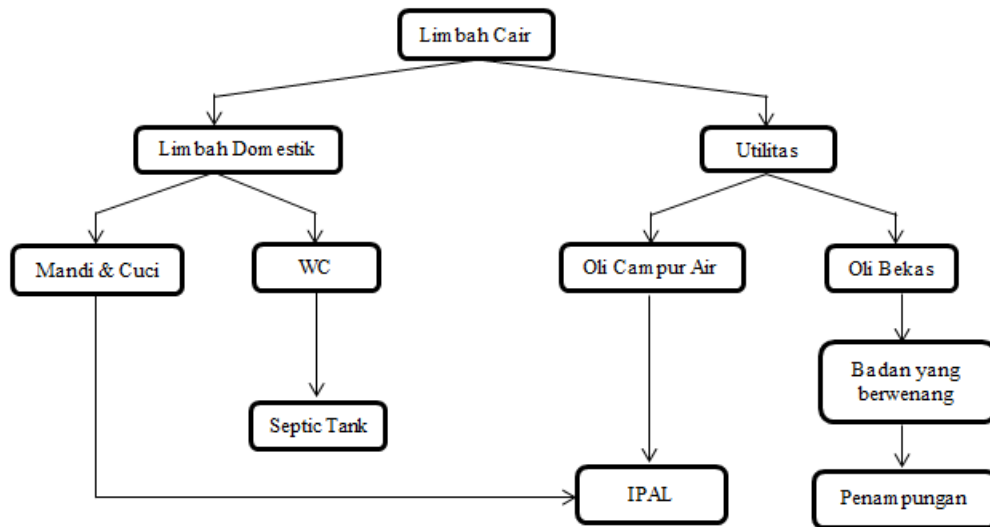 Limbah Cair
Limbah Domestik
Utilitas
Mandi & Cuci
WC
Oli Campur Air
Oli Bekas
Badan yang
berwenang
Septic Tank
IPAL
Penampungan